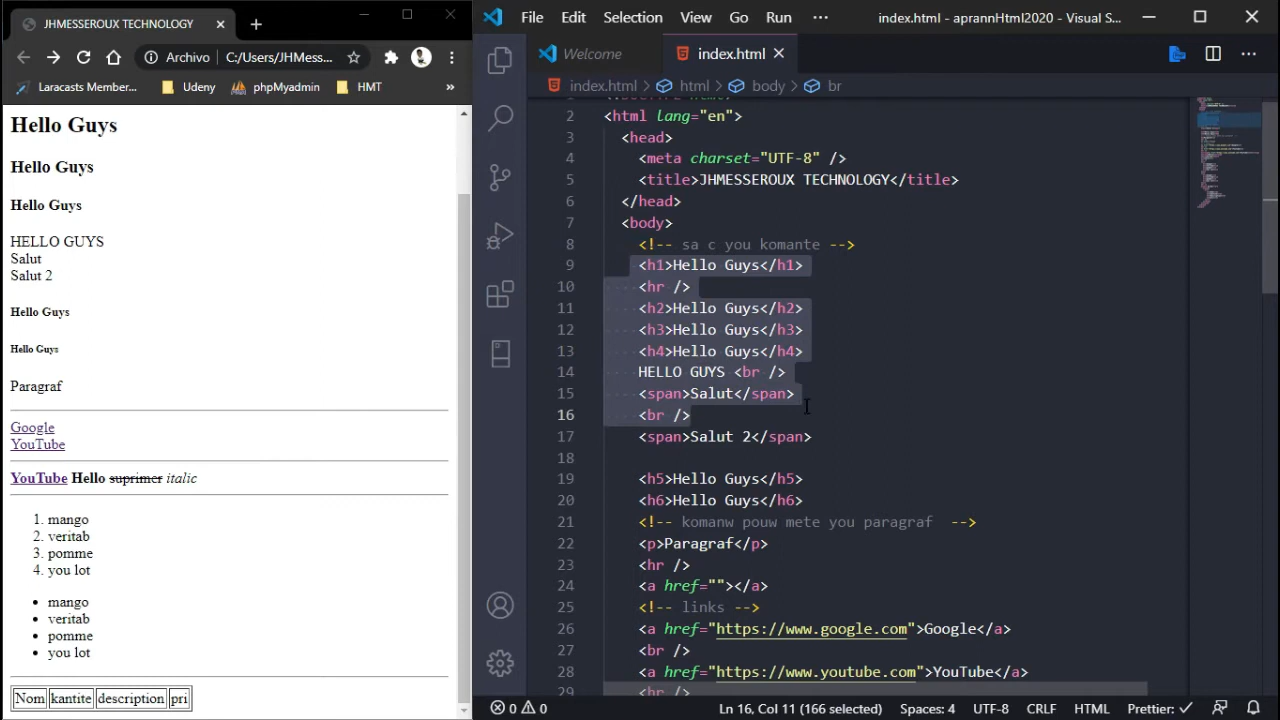 JHMESSEROUX TECHNOLOGY
Archivo C:/Users/JHMess...
Laracasts Member... Udeny phpMyadmin HMT »
Hello Guys
Hello Guys
Hello Guys
HELLO GUYS
Salut
Salut 2
Hello Guys
Hello Guys
Paragraf
Google
YouTube
YouTube Hello suprimer italic
1. mango
2. veritab
3. pomme
4. you lot
• mango
• veritab
• pomme
• you lot
Nom kantite description pri
File Edit Selection View Go Run ··· index.html - aprannHtml2020 - Visual S...
Welcome index.html
index.html > html > body > br
2 <html lang="en">
3 <head>
4 <meta charset="UTF-8" />
5 <title>JHMESSEROUX TECHNOLOGY</title>
6 </head>
7 <body>
8 <!-- sa c you komante -->
9 <h1>Hello Guys</h1>
10 <hr />
11 <h2>Hello Guys</h2>
12 <h3>Hello Guys</h3>
13 <h4>Hello Guys</h4>
14 HELLO GUYS <br />
15 <span>Salut</span>
16 <br />
17 <span>Salut 2</span>
18
19 <h5>Hello Guys</h5>
20 <h6>Hello Guys</h6>
21 <!-- komanw pouw mete you paragraf -->
22 <p>Paragraf</p>
23 <hr />
24 <a href=""></a>
25 <!-- links -->
26 <a href="https://www.google.com">Google</a>
27 <br />
28 <a href="https://www.youtube.com">YouTube</a>
29 <hr />
0 0 Ln 16, Col 11 (166 selected) Spaces: 4 UTF-8 CRLF HTML Prettier: ✓